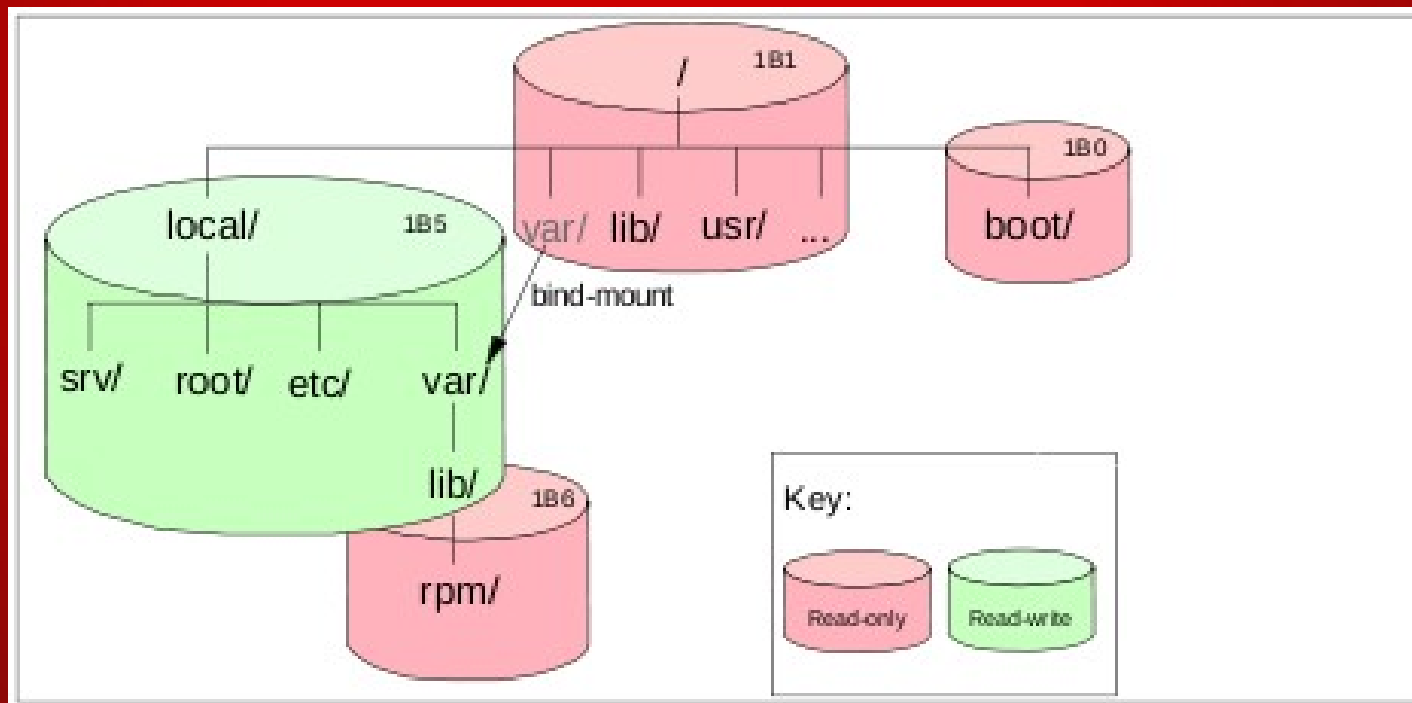 / 1B1
1B0
local/ 1B5 var/ lib/ usr/ ... boot/
bind-mount
srv/ root/ etc/ var/
lib/ 1B6
Key:
rpm/
Read-only Read-write